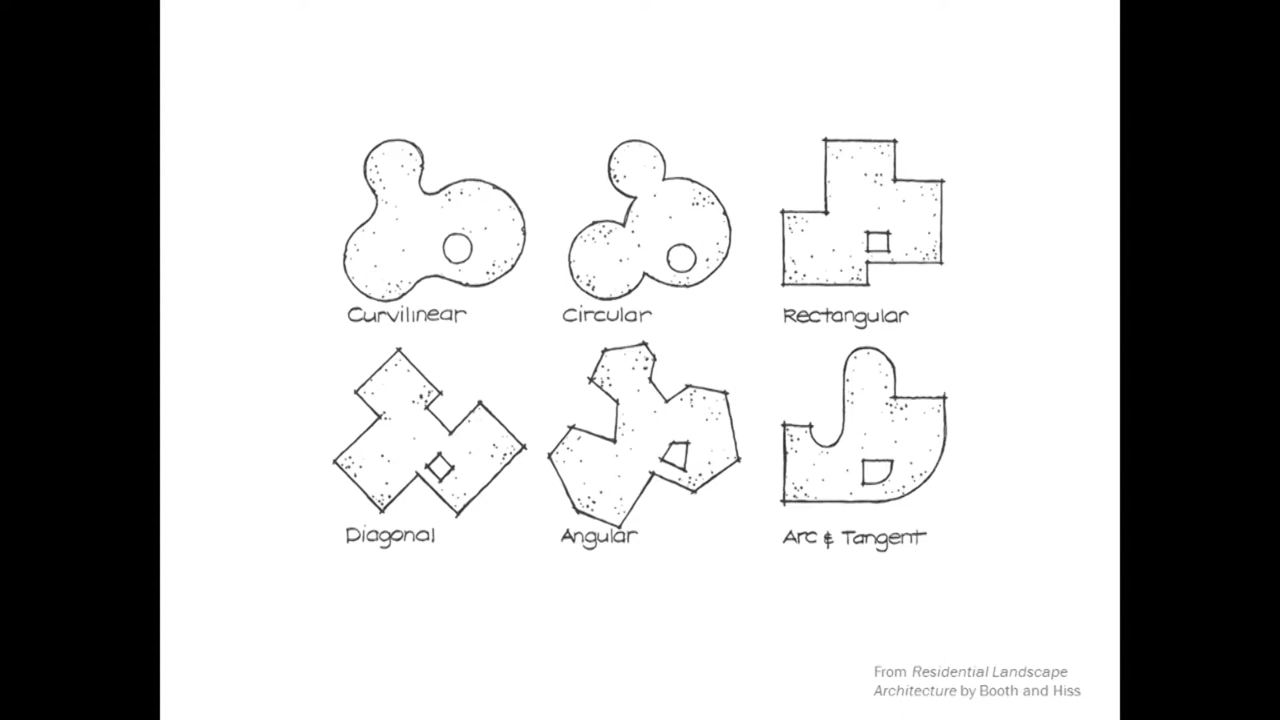 Curvilinear
Circular
Rectangular
Diagonal
Angular
Arc & Tangent
From Residential Landscape
Architecture by Booth and Hiss